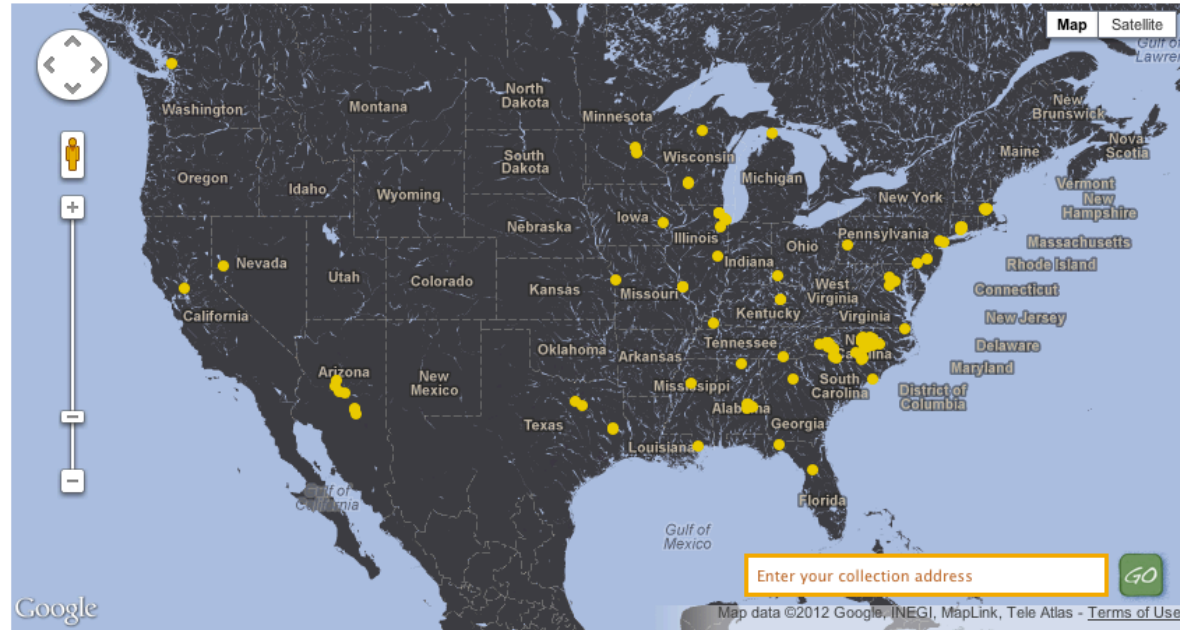 Map
Satellite
Gulf of
Lawren
Washington
Montana
North
Dakota
Minnesota
New
Brunswick
Nova
Scotia
Maine
Oregon
Idaho
Wyoming
South
Dakota
Wisconsin
Michigan
New York
Vermont
New
Hampshire
Massachusetts
Rhode Island
Connecticut
New Jersey
Delaware
Maryland
District of
Columbia
Nebraska
Iowa
Illinois
Indiana
Ohio
Pennsylvania
Nevada
Utah
Colorado
Kansas
Missouri
West
Virginia
Kentucky
Virginia
California
Arizona
New
Mexico
Oklahoma
Arkansas
Tennessee
Carolina
South
Carolina
Mississippi
Alabama
Georgia
Texas
Louisiana
Florida
Gulf of
California
Gulf of
Mexico
Enter your collection address
GO
Google
Map data ©2012 Google, INEGI, MapLink, Tele Atlas - Terms of Use